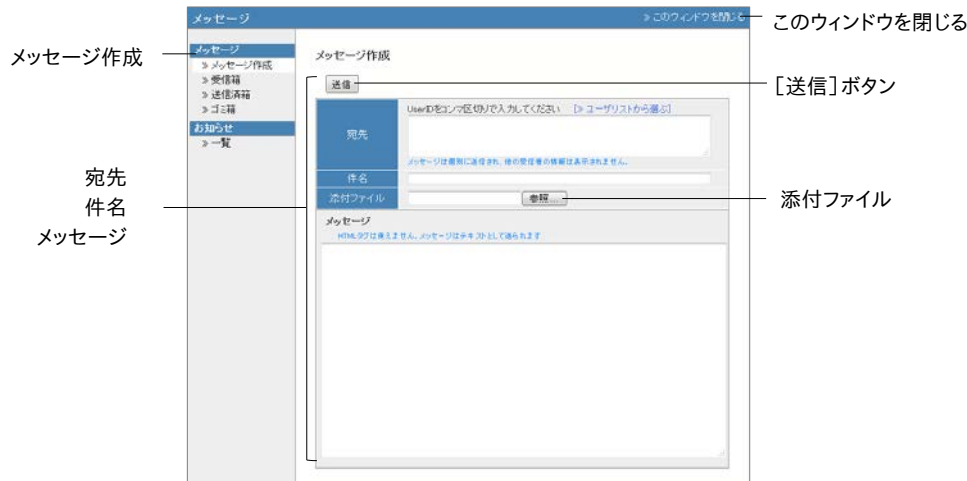 メッセージ
» このウィンドウを閉じる
このウィンドウを閉じる
メッセージ作成
メッセージ
» メッセージ作成
» 受信箱
» 送信済箱
» ゴミ箱
お知らせ
» 一覧
メッセージ作成
送信
[送信]ボタン
UserIDをコンマ区切りで入力してください [» ユーザリストから選ぶ]
宛先
メッセージは個別に送信され、他の受信者の情報は表示されません。
件名
添付ファイル
参照...
添付ファイル
宛先
件名
メッセージ
メッセージ
HTMLタグは使えません。メッセージはテキストとして送られます